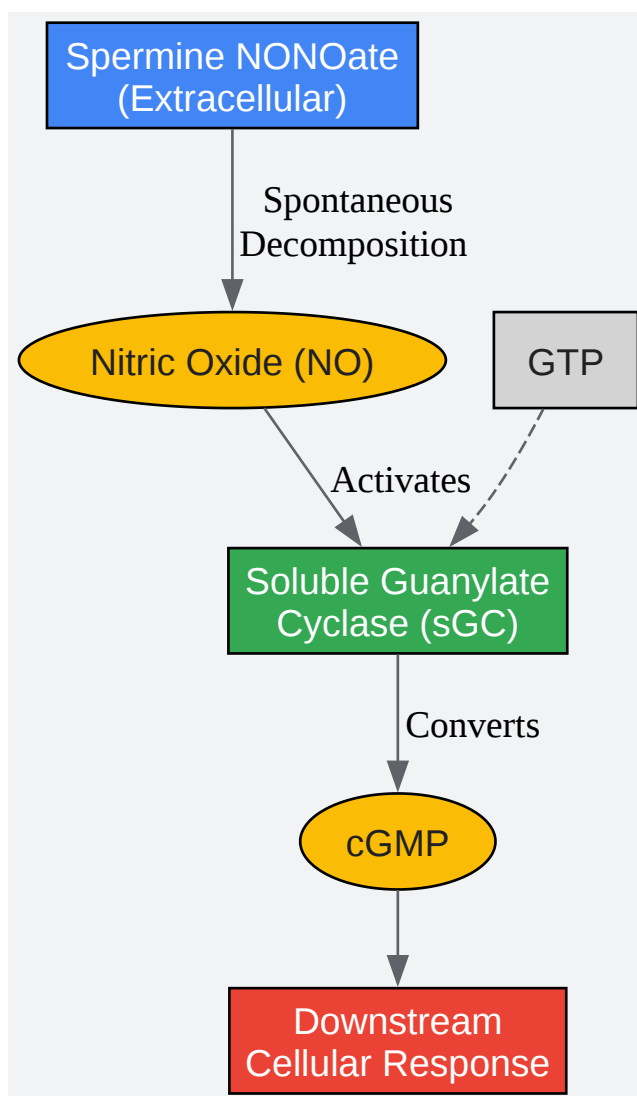 Spermine NONOate
(Extracellular)
Spontaneous
Decomposition
Nitric Oxide (NO)
GTP
Activates
Soluble Guanylate
Cyclase (sGC)
Converts
cGMP
Downstream
Cellular Response